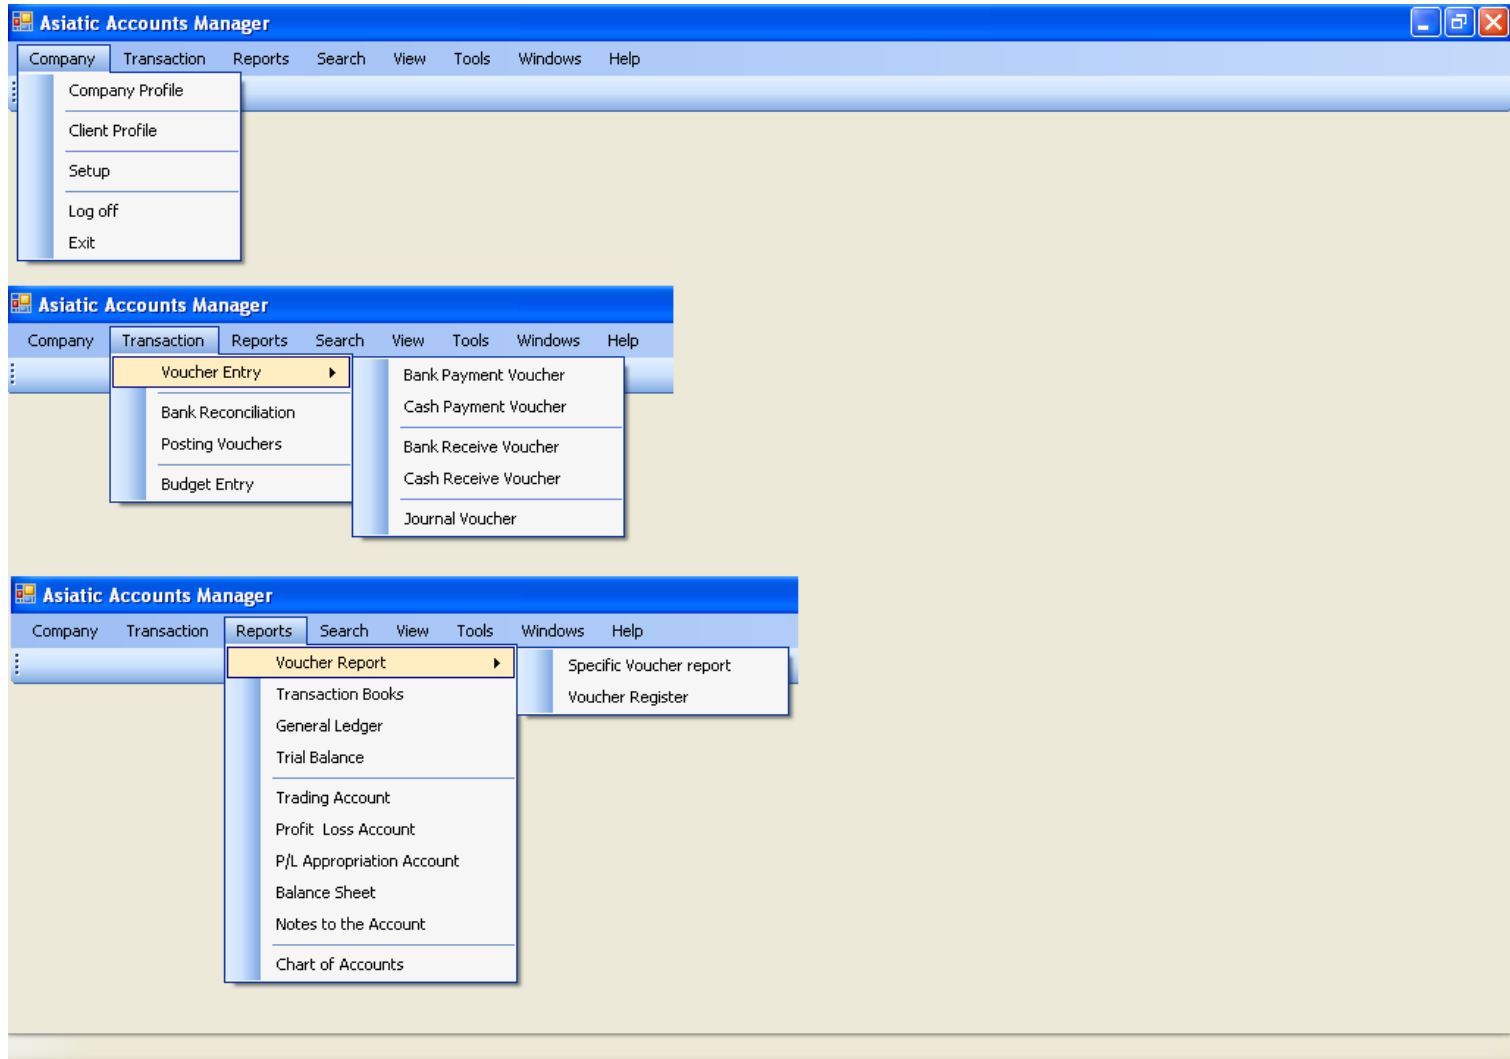 Asiatic Accounts Manager
Company Transaction Reports Search View Tools Windows Help
Company Profile
Client Profile
Setup
Log off
Exit
Asiatic Accounts Manager
Company Transaction Reports Search View Tools Windows Help
Voucher Entry
Bank Reconciliation
Posting Vouchers
Budget Entry
Bank Payment Voucher
Cash Payment Voucher
Bank Receive Voucher
Cash Receive Voucher
Journal Voucher
Asiatic Accounts Manager
Company Transaction Reports Search View Tools Windows Help
Voucher Report
Transaction Books
General Ledger
Trial Balance
Trading Account
Profit  Loss Account
P/L Appropriation Account
Balance Sheet
Notes to the Account
Chart of Accounts
Specific Voucher report
Voucher Register